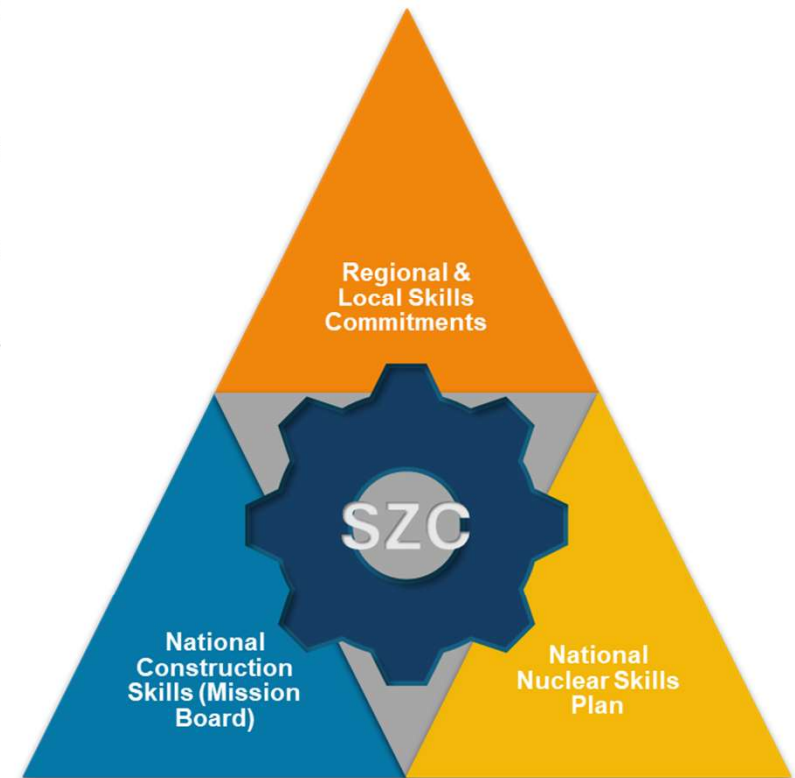 Regional &
Local Skills
Commitments
SZC
National
Construction
Skills (Mission
Board)
National
Nuclear Skills
Plan